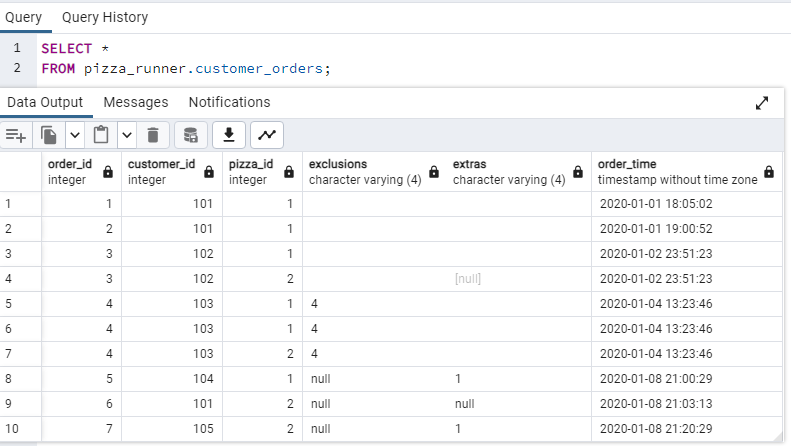 Query Query History
1 SELECT *
2 FROM pizza_runner.customer_orders;
Data Output Messages Notifications
order_id customer_id pizza_id exclusions extras order_time
integer integer integer character varying (4) character varying (4) timestamp without time zone
1 1 101 1 2020-01-01 18:05:02
2 2 101 1 2020-01-01 19:00:52
3 3 102 1 2020-01-02 23:51:23
4 3 102 2 [null] 2020-01-02 23:51:23
5 4 103 1 4 2020-01-04 13:23:46
6 4 103 1 4 2020-01-04 13:23:46
7 4 103 2 4 2020-01-04 13:23:46
8 5 104 1 null 1 2020-01-08 21:00:29
9 6 101 2 null null 2020-01-08 21:03:13
10 7 105 2 null 1 2020-01-08 21:20:29